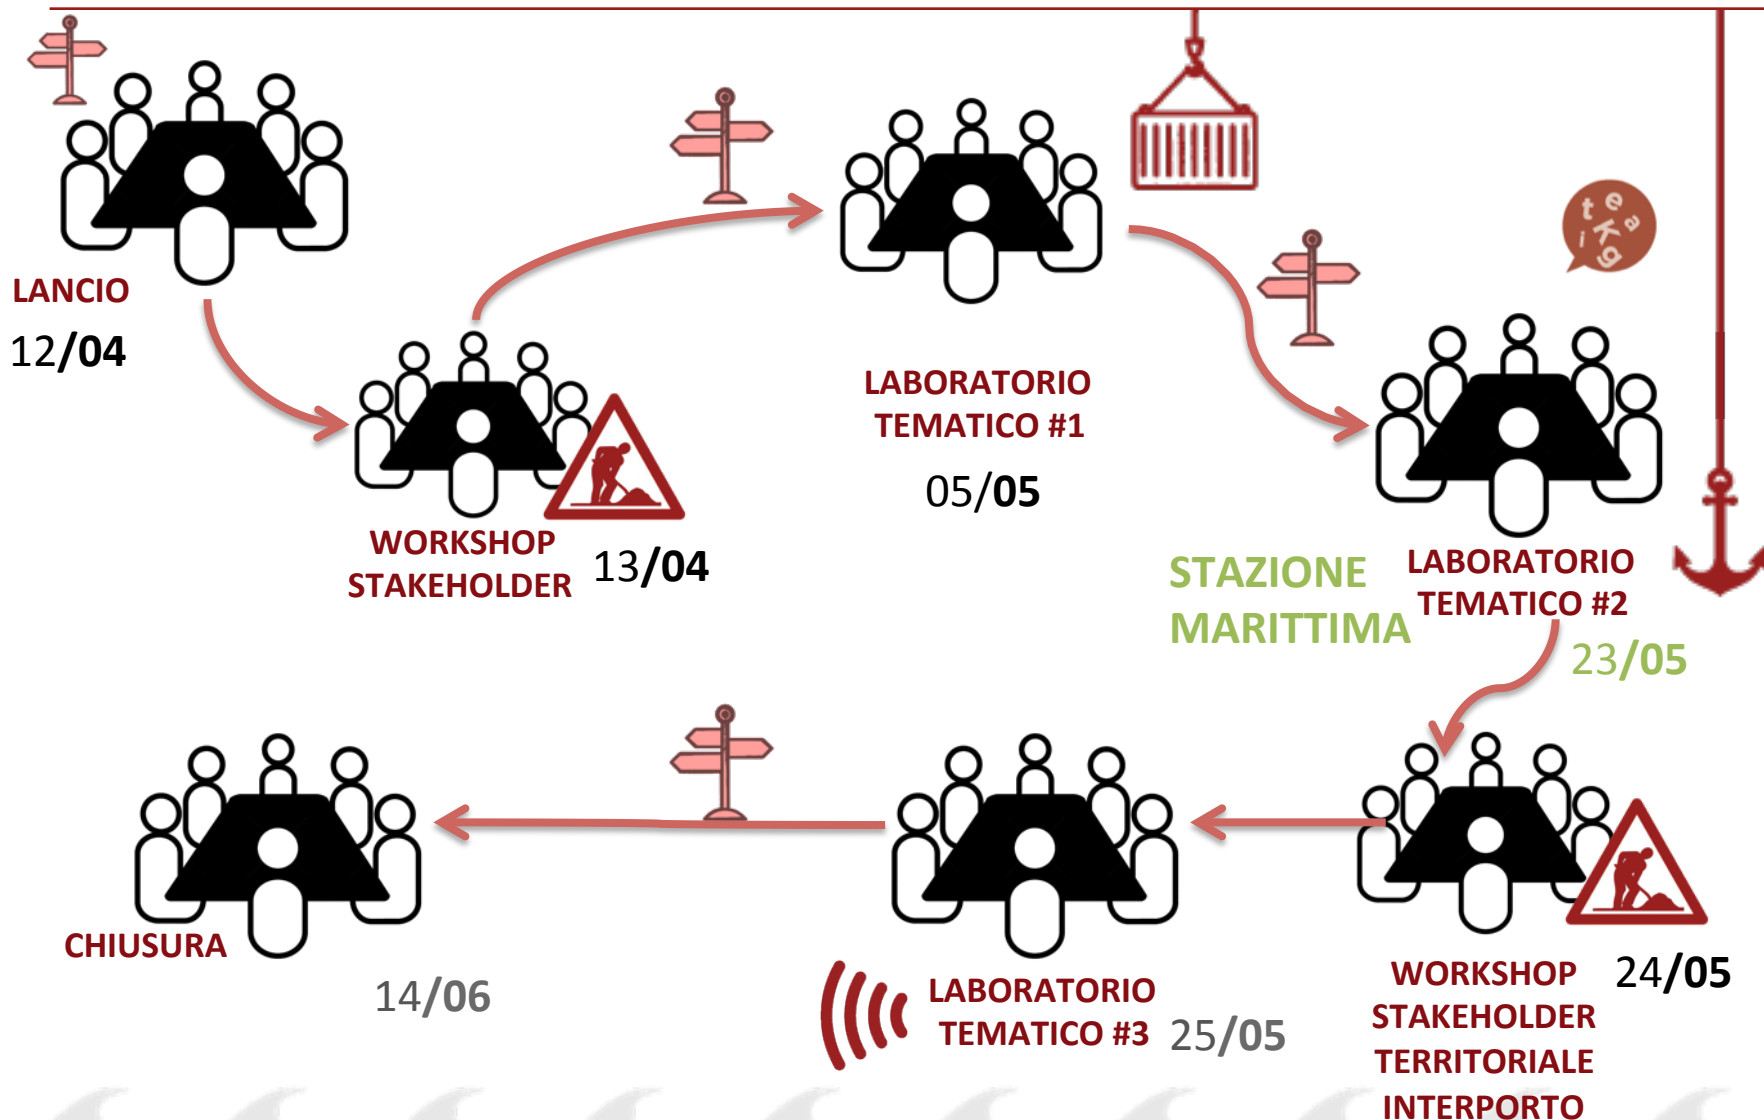 LANCIO
12/04
WORKSHOP
STAKEHOLDER
13/04
LABORATORIO
TEMATICO #1
05/05
t e a i K g
STAZIONE
MARITTIMA
LABORATORIO
TEMATICO #2
23/05
WORKSHOP
STAKEHOLDER
TERRITORIALE
INTERPORTO
24/05
LABORATORIO
TEMATICO #3
25/05
CHIUSURA
14/06